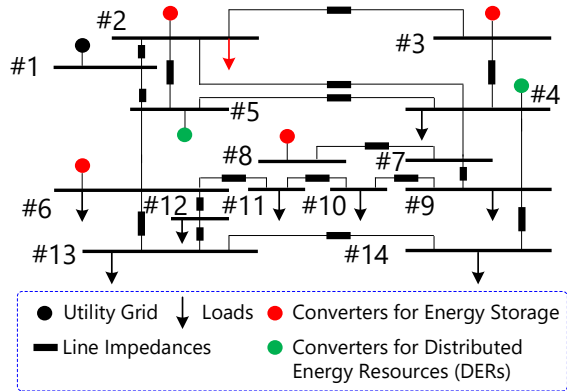 #2
#3
#1
#4
#5
#8
#7
#6
#12
#11
#10
#9
#13
#14
Utility Grid
Loads
Converters for Energy Storage
Line Impedances
Converters for Distributed
Energy Resources (DERs)